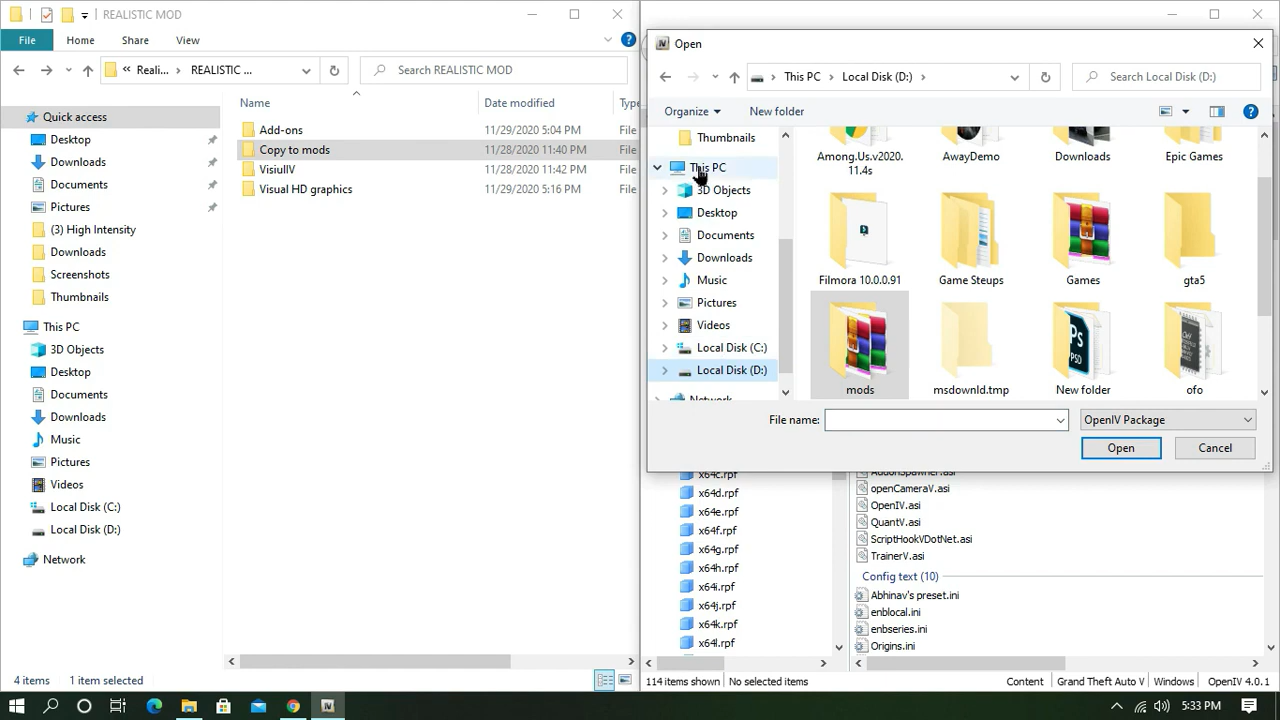 REALISTIC MOD
File
Home
Share
View
Reali...
REALISTIC ...
Search REALISTIC MOD
Quick access
Desktop
Downloads
Documents
Pictures
(3) High Intensity
Downloads
Screenshots
Thumbnails
This PC
3D Objects
Desktop
Documents
Downloads
Music
Pictures
Videos
Local Disk (C:)
Local Disk (D:)
Network
Name
Date modified
Type
Add-ons
11/29/2020 5:04 PM
File
Copy to mods
11/28/2020 11:40 PM
File
VisiulIV
11/28/2020 11:42 PM
File
Visual HD graphics
11/29/2020 5:16 PM
File
4 items
1 item selected
Open
This PC
Local Disk (D:)
Search Local Disk (D:)
Organize
New folder
Thumbnails
This PC
3D Objects
Desktop
Documents
Downloads
Music
Pictures
Videos
Local Disk (C:)
Local Disk (D:)
Among.Us.v2020.
11.4s
AwayDemo
Downloads
Epic Games
Filmora 10.0.0.91
Game Steups
Games
gta5
mods
msdownld.tmp
New folder
ofo
File name:
OpenIV Package
Open
Cancel
x64d.rpf
x64e.rpf
x64f.rpf
x64g.rpf
x64h.rpf
x64i.rpf
x64j.rpf
x64k.rpf
x64l.rpf
openCameraV.asi
OpenIV.asi
QuantV.asi
ScriptHookVDotNet.asi
TrainerV.asi
Config text (10)
Abhinav's preset.ini
enblocal.ini
enbseries.ini
Origins.ini
114 items shown
No selected items
Content
Grand Theft Auto V
Windows
OpenIV 4.0.1
5:33 PM